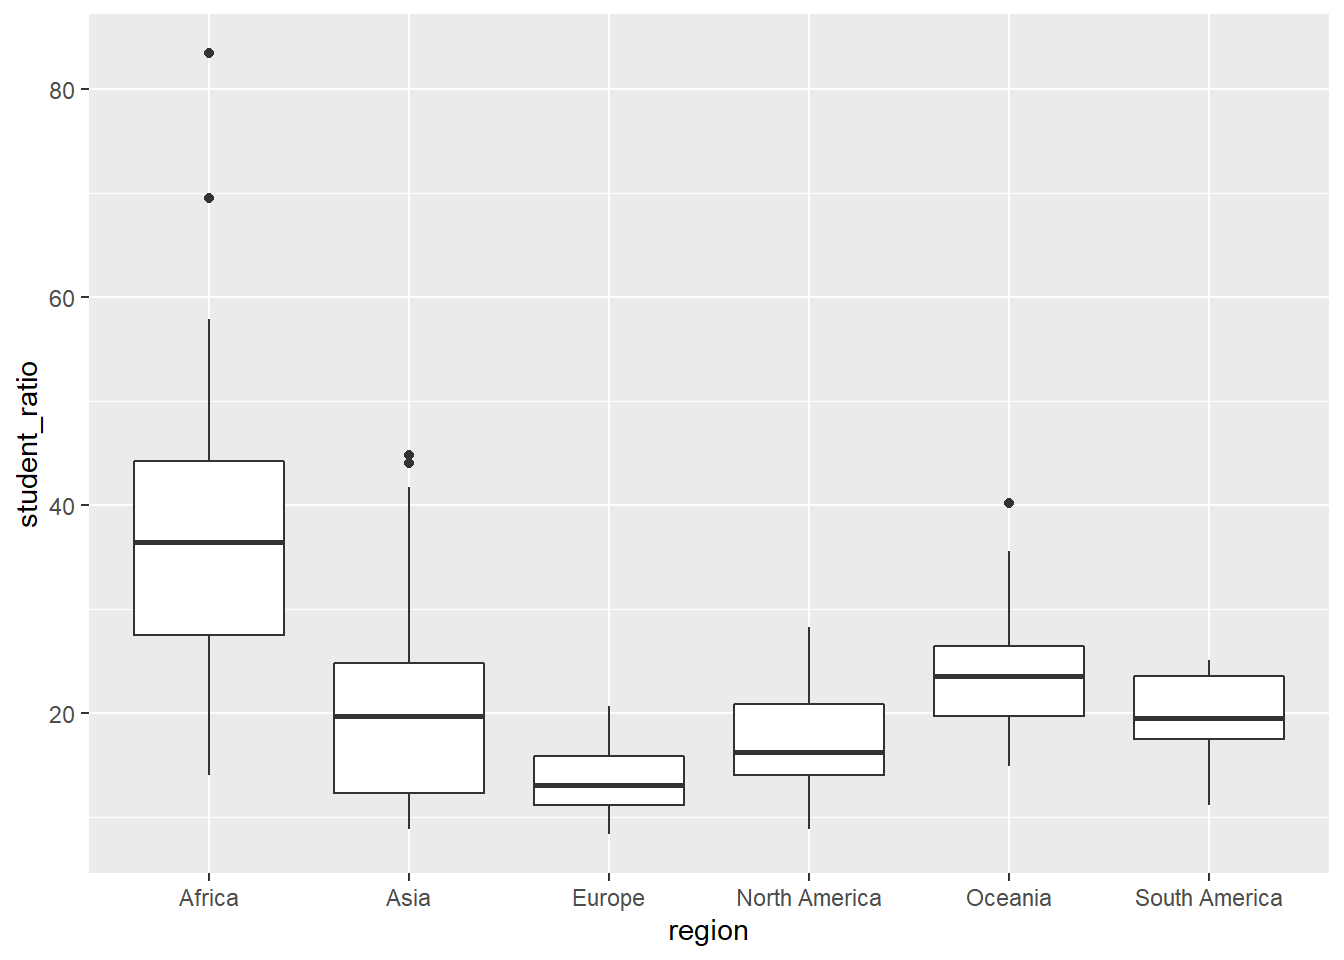 student_ratio
80
60
40
20
Africa
Asia
Europe
North America
Oceania
South America
region